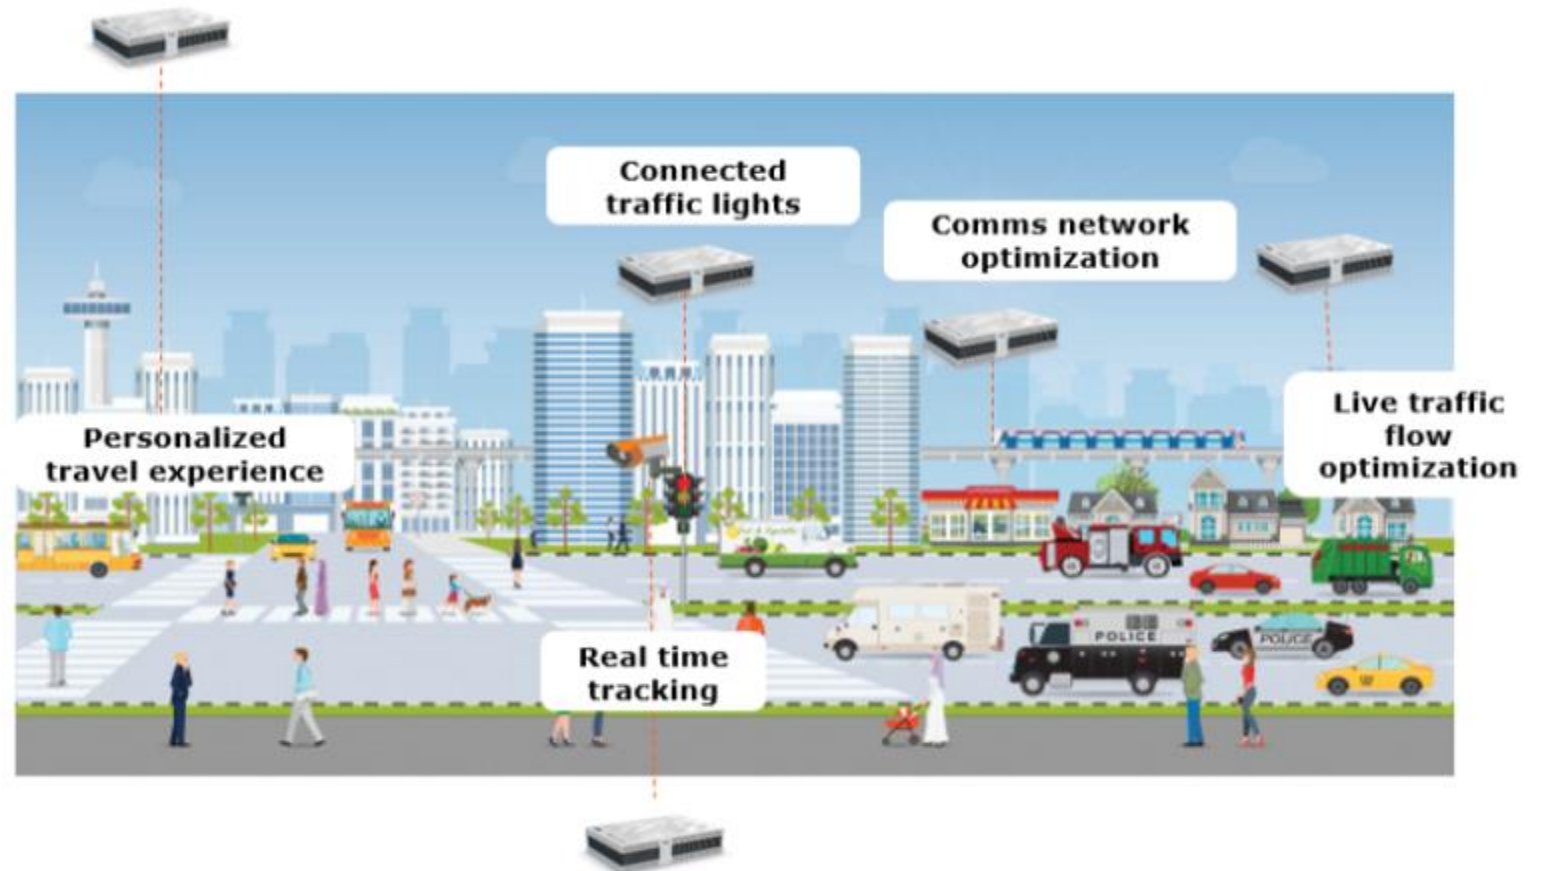 Connected
traffic lights
Comms network
optimization
Live traffic
flow
optimization
Personalized
travel experience
Real time
tracking
POLICE
POLICE